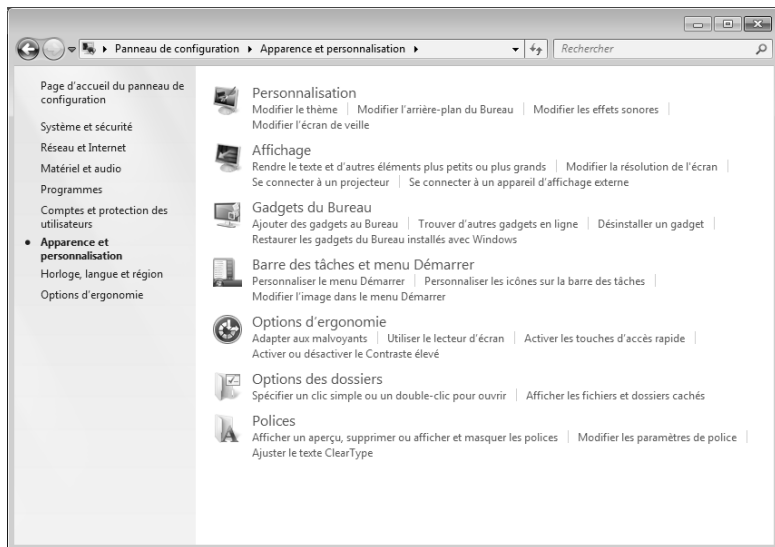 Panneau de configuration Apparence et personnalisation
Rechercher
Page d'accueil du panneau de
configuration
Système et sécurité
Réseau et Internet
Matériel et audio
Programmes
Comptes et protection des
utilisateurs
Apparence et
personnalisation
Horloge, langue et région
Options d'ergonomie
Personnalisation
Modifier le thème | Modifier l'arrière-plan du Bureau | Modifier les effets sonores |
Modifier l'écran de veille
Affichage
Rendre le texte et d'autres éléments plus petits ou plus grands | Modifier la résolution de l'écran |
Se connecter à un projecteur | Se connecter à un appareil d'affichage externe
Gadgets du Bureau
Ajouter des gadgets au Bureau | Trouver d'autres gadgets en ligne | Désinstaller un gadget |
Restaurer les gadgets du Bureau installés avec Windows
Barre des tâches et menu Démarrer
Personnaliser le menu Démarrer | Personnaliser les icônes sur la barre des tâches |
Modifier l'image dans le menu Démarrer
Options d'ergonomie
Adapter aux malvoyants | Utiliser le lecteur d'écran | Activer les touches d'accès rapide |
Activer ou désactiver le Contraste élevé
Options des dossiers
Spécifier un clic simple ou un double-clic pour ouvrir | Afficher les fichiers et dossiers cachés
Polices
Afficher un aperçu, supprimer ou afficher et masquer les polices | Modifier les paramètres de police |
Ajuster le texte ClearType